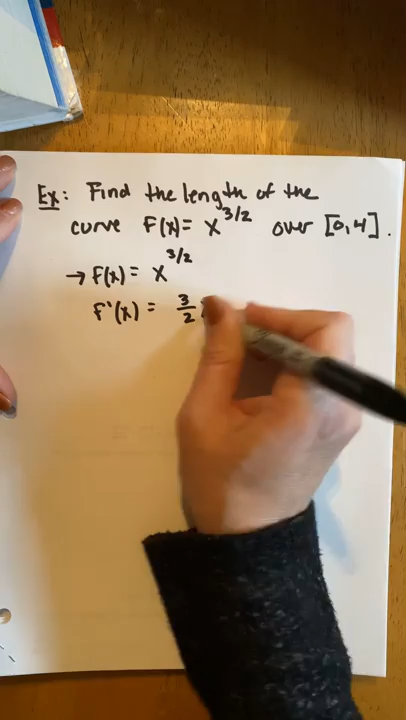 Ex: Find the length of the
curve F(x)= x^3/2 over [0,4].
→ F(x) = x^3/2
F'(x) = 3/2